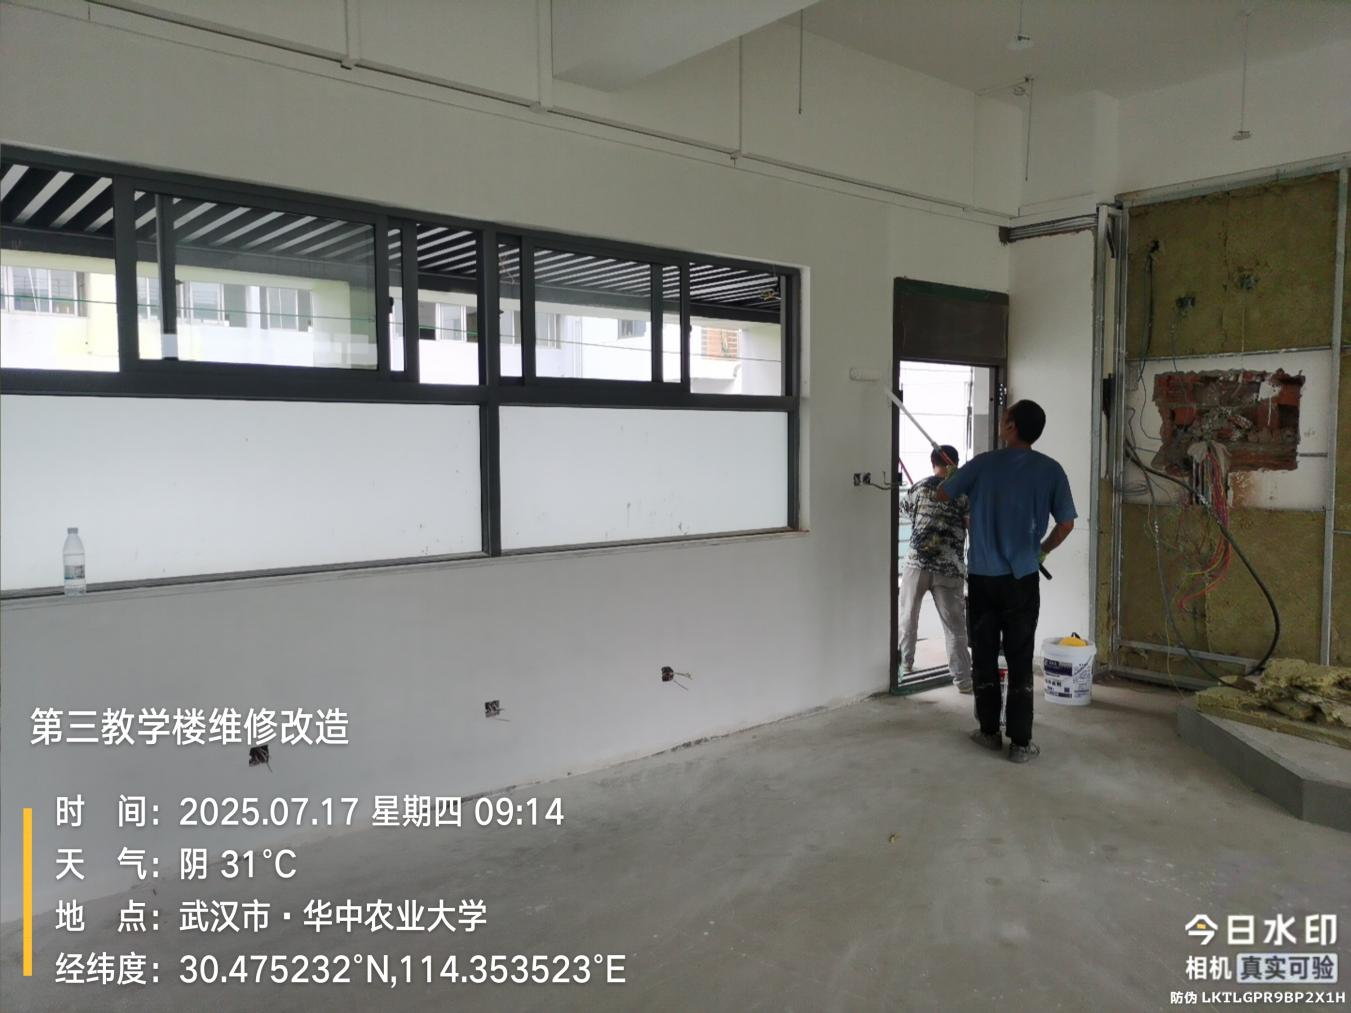 第三教学楼维修改造
时 间：2025.07.17 星期四 09:14
天 气：阴 31°C
地 点：武汉市·华中农业大学
经纬度：30.475232°N,114.353523°E
今日水印
相机 真实可验
防伪 LKTLGPR9BP2X1H